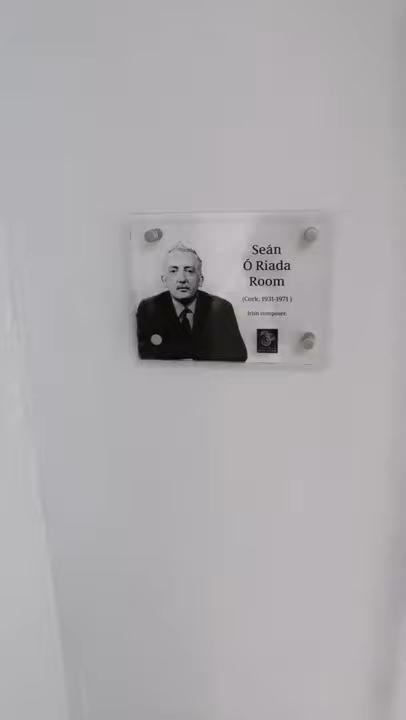 Seán
Ó Riada
Room
(Cork, 1931-1971 )
Irish composer.